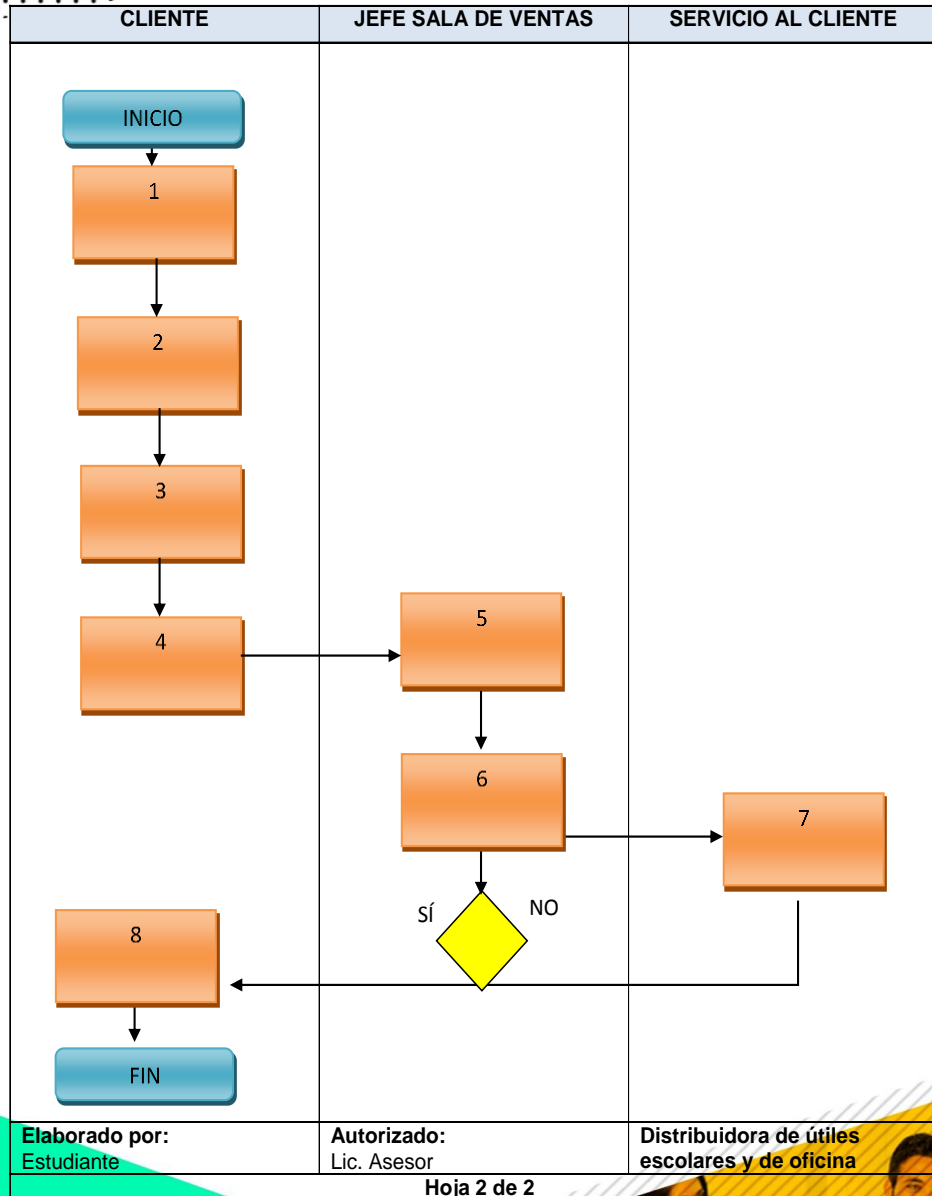 CLIENTE JEFE SALA DE VENTAS SERVICIO AL CLIENTE
INICIO
1
2
3
4
5
6
7
SÍ NO
8
FIN
Elaborado por: Autorizado: Distribuidora de útiles
Estudiante Lic. Asesor escolares y de oficina
Hoja 2 de 2